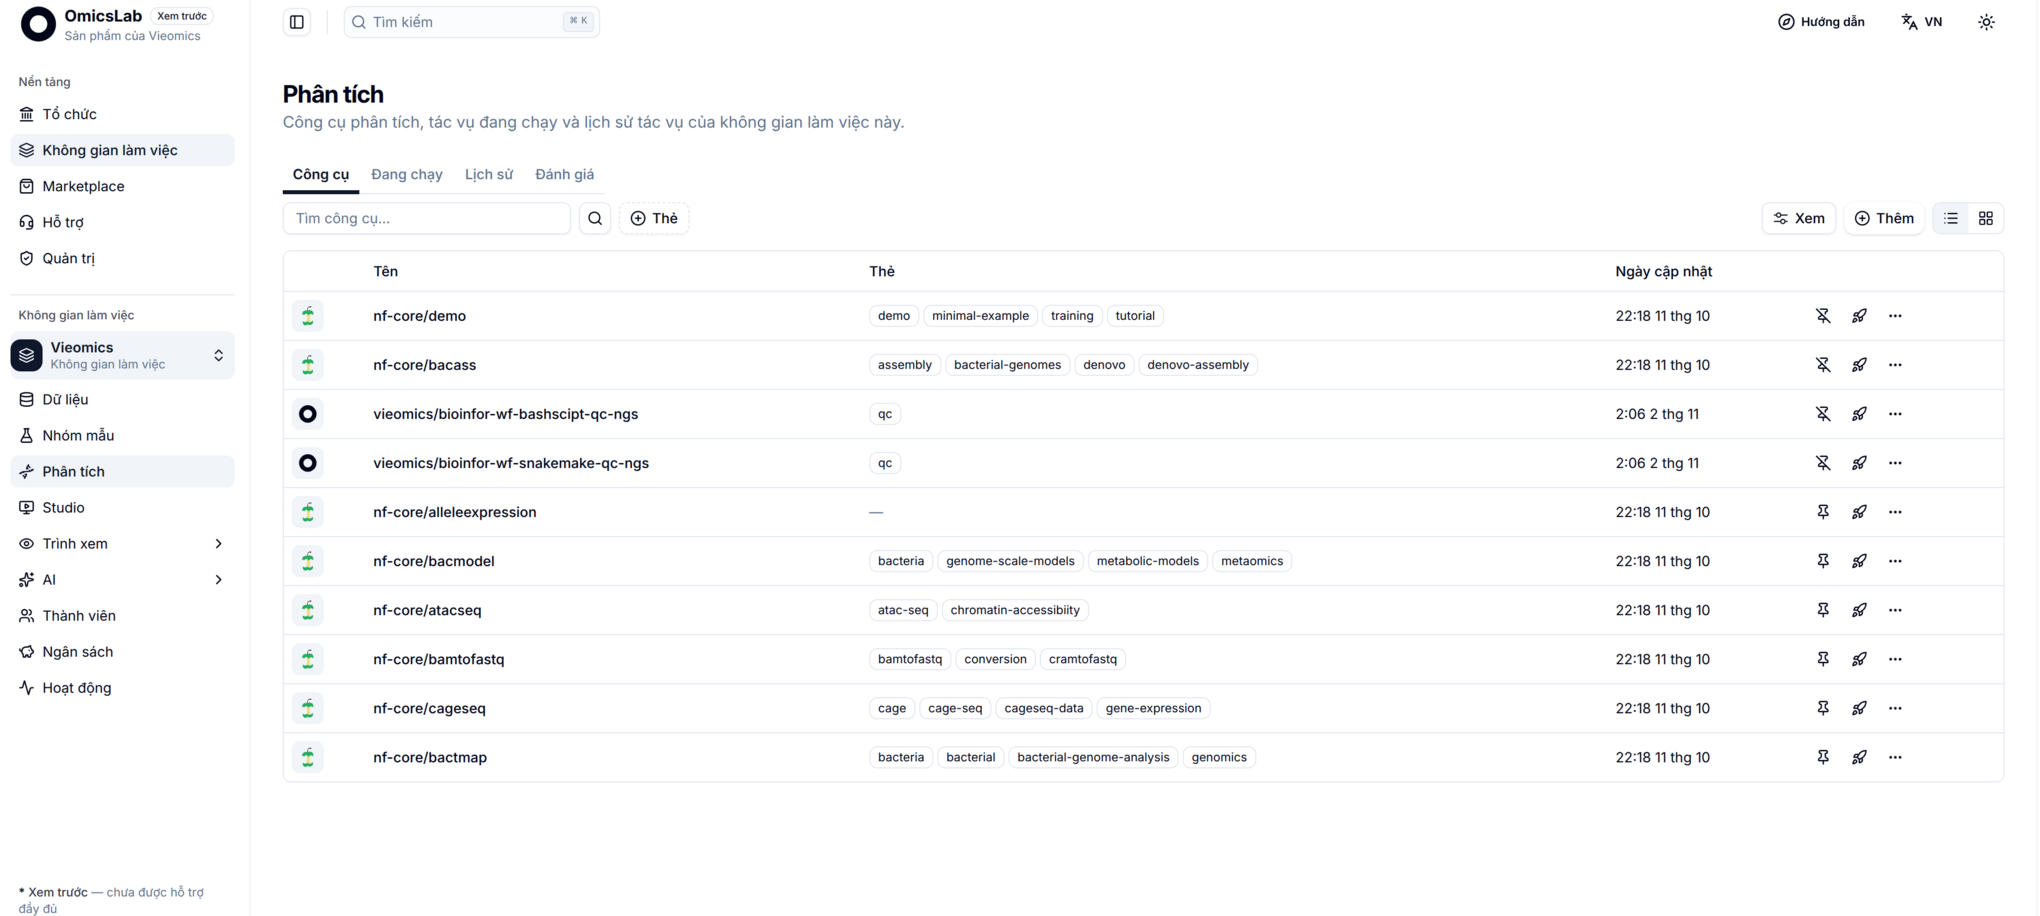 OmicsLab Xem trước
Sản phẩm của Vieomics
Tìm kiếm ⌘ K
Hướng dẫn VN
Nền tảng
Tổ chức
Không gian làm việc
Marketplace
Hỗ trợ
Quản trị
Không gian làm việc
Vieomics
Không gian làm việc
Dữ liệu
Nhóm mẫu
Phân tích
Studio
Trình xem
AI
Thành viên
Ngân sách
Hoạt động
* Xem trước — chưa được hỗ trợ
đầy đủ
Phân tích
Công cụ phân tích, tác vụ đang chạy và lịch sử tác vụ của không gian làm việc này.
Công cụ Đang chạy Lịch sử Đánh giá
Tìm công cụ... Thẻ Xem Thêm
Tên Thẻ Ngày cập nhật
nf-core/demo demo minimal-example training tutorial 22:18 11 thg 10
nf-core/bacass assembly bacterial-genomes denovo denovo-assembly 22:18 11 thg 10
vieomics/bioinfor-wf-bashscipt-qc-ngs qc 2:06 2 thg 11
vieomics/bioinfor-wf-snakemake-qc-ngs qc 2:06 2 thg 11
nf-core/alleleexpression — 22:18 11 thg 10
nf-core/bacmodel bacteria genome-scale-models metabolic-models metaomics 22:18 11 thg 10
nf-core/atacseq atac-seq chromatin-accessibiity 22:18 11 thg 10
nf-core/bamtofastq bamtofastq conversion cramtofastq 22:18 11 thg 10
nf-core/cageseq cage cage-seq cageseq-data gene-expression 22:18 11 thg 10
nf-core/bactmap bacteria bacterial bacterial-genome-analysis genomics 22:18 11 thg 10